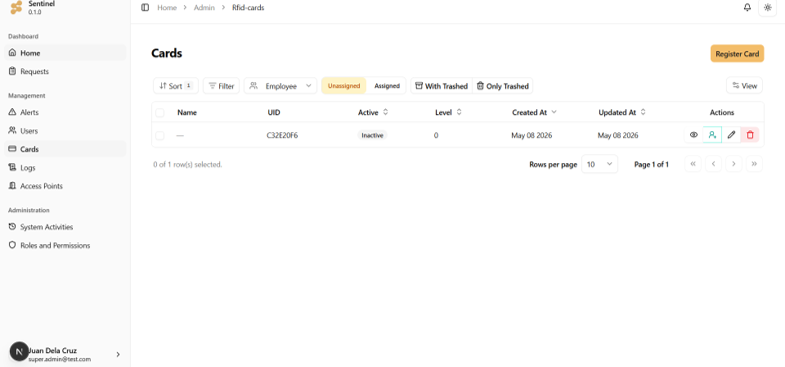 Sentinel
0.1.0
Home > Admin > Rfid-cards
Dashboard
Home
Requests
Management
Alerts
Users
Cards
Logs
Access Points
Administration
System Activities
Roles and Permissions
N
Juan Dela Cruz
super.admin@test.com
Cards
Register Card
Sort 1 Filter Employee Unassigned Assigned With Trashed Only Trashed View
Name UID Active Level Created At Updated At Actions
— C32E20F6 Inactive 0 May 08 2026 May 08 2026
0 of 1 row(s) selected. Rows per page 10 Page 1 of 1